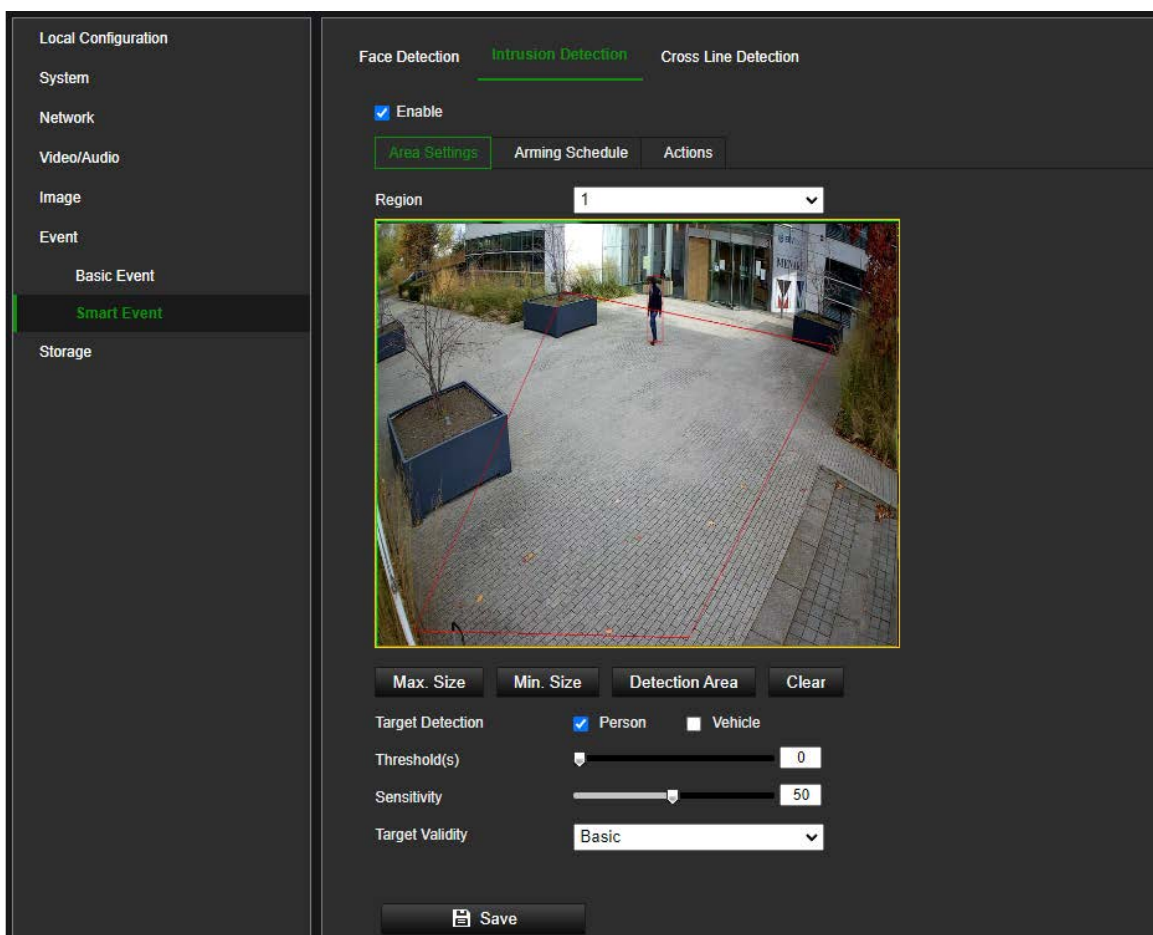 Local Configuration
System
Network
Video/Audio
Image
Event
Basic Event
Smart Event
Storage
Face Detection Intrusion Detection Cross Line Detection
Enable
Area Settings Arming Schedule Actions
Region 1
Max. Size Min. Size Detection Area Clear
Target Detection Person Vehicle
Threshold(s) 0
Sensitivity 50
Target Validity Basic
Save